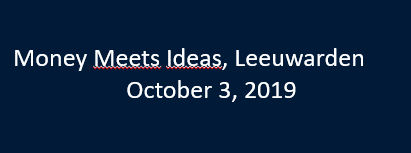 Money Meets Ideas, Leeuwarden
October 3, 2019